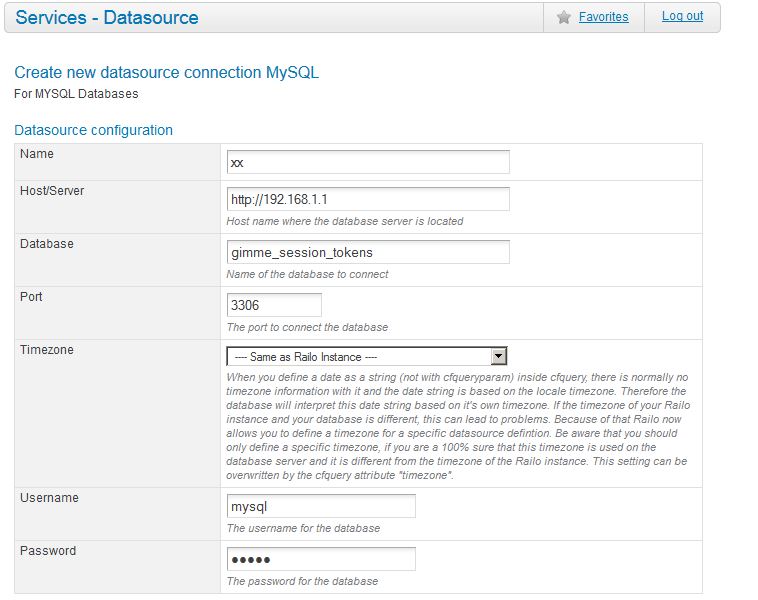 Services - Datasource
Favorites
Log out
Create new datasource connection MySQL
For MYSQL Databases
Datasource configuration
Name
xx
Host/Server
http://192.168.1.1
Host name where the database server is located
Database
gimme_session_tokens
Name of the database to connect
Port
3306
The port to connect the database
Timezone
---- Same as Railo Instance ----
When you define a date as a string (not with cfqueryparam) inside cfquery, there is normally no
timezone information with it and the date string is based on the locale timezone. Therefore the
database will interpret this date string based on it's own timezone. If the timezone of your Railo
instance and your database is different, this can lead to problems. Because of that Railo now
allows you to define a timezone for a specific datasource defintion. Be aware that you should
only define a specific timezone, if you are a 100% sure that this timezone is used on the
database server and it is different from the timezone of the Railo instance. This setting can be
overwritten by the cfquery attribute "timezone".
Username
mysql
The username for the database
Password
●●●●●
The password for the database